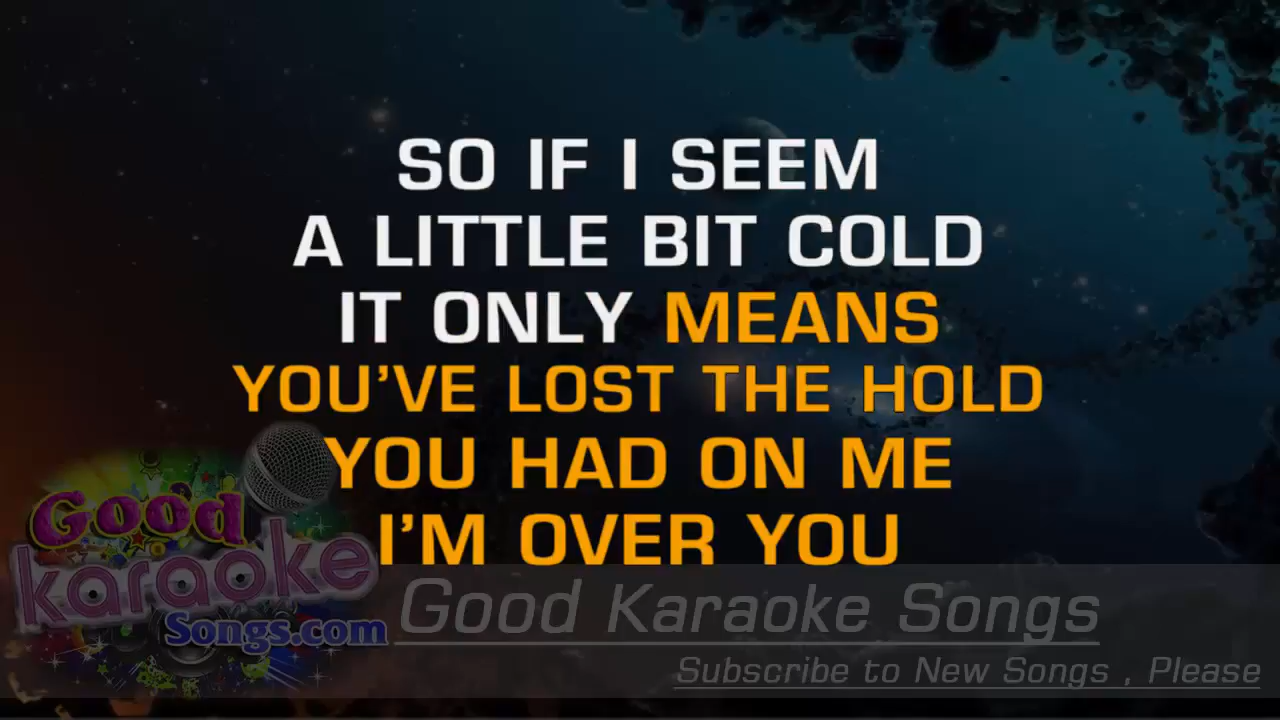 SO IF I SEEM
A LITTLE BIT COLD
IT ONLY MEANS
YOU'VE LOST THE HOLD
YOU HAD ON ME
I'M OVER YOU
Good
karaoke
Songs.com
Good Karaoke Songs
Subscribe to New Songs , Please